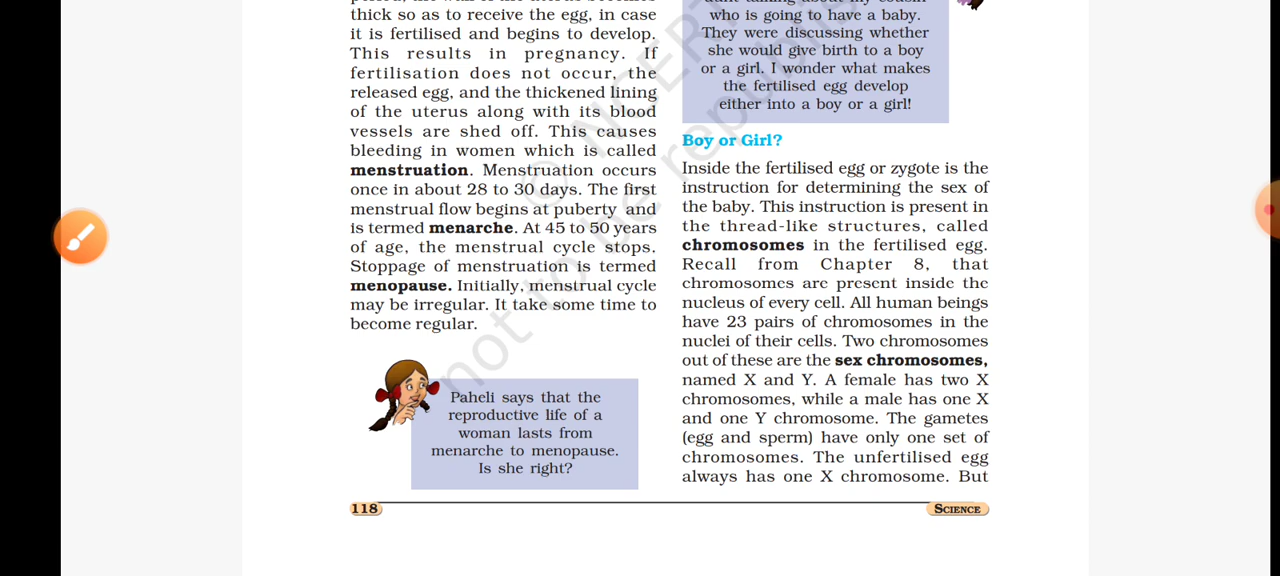 thick so as to receive the egg, in case
it is fertilised and begins to develop.
This results in pregnancy. If
fertilisation does not occur, the
released egg, and the thickened lining
of the uterus along with its blood
vessels are shed off. This causes
bleeding in women which is called
menstruation. Menstruation occurs
once in about 28 to 30 days. The first
menstrual flow begins at puberty and
is termed menarche. At 45 to 50 years
of age, the menstrual cycle stops.
Stoppage of menstruation is termed
menopause. Initially, menstrual cycle
may be irregular. It take some time to
become regular.
Paheli says that the
reproductive life of a
woman lasts from
menarche to menopause.
Is she right?
who is going to have a baby.
They were discussing whether
she would give birth to a boy
or a girl. I wonder what makes
the fertilised egg develop
either into a boy or a girl!
Boy or Girl?
Inside the fertilised egg or zygote is the
instruction for determining the sex of
the baby. This instruction is present in
the thread-like structures, called
chromosomes in the fertilised egg.
Recall from Chapter 8, that
chromosomes are present inside the
nucleus of every cell. All human beings
have 23 pairs of chromosomes in the
nuclei of their cells. Two chromosomes
out of these are the sex chromosomes,
named X and Y. A female has two X
chromosomes, while a male has one X
and one Y chromosome. The gametes
(egg and sperm) have only one set of
chromosomes. The unfertilised egg
always has one X chromosome. But
118
SCIENCE
© NCERT
not to be republis